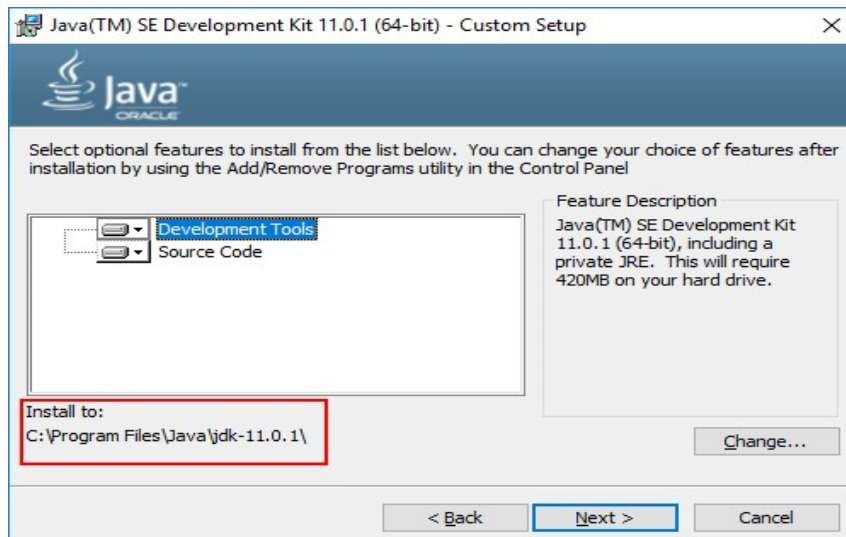 Java(TM) SE Development Kit 11.0.1 (64-bit) - Custom Setup
Java™
ORACLE
Select optional features to install from the list below. You can change your choice of features after
installation by using the Add/Remove Programs utility in the Control Panel
Development Tools
Source Code
Feature Description
Java(TM) SE Development Kit
11.0.1 (64-bit), including a
private JRE. This will require
420MB on your hard drive.
Install to:
C:\Program Files\Java\jdk-11.0.1\
Change...
< Back
Next >
Cancel